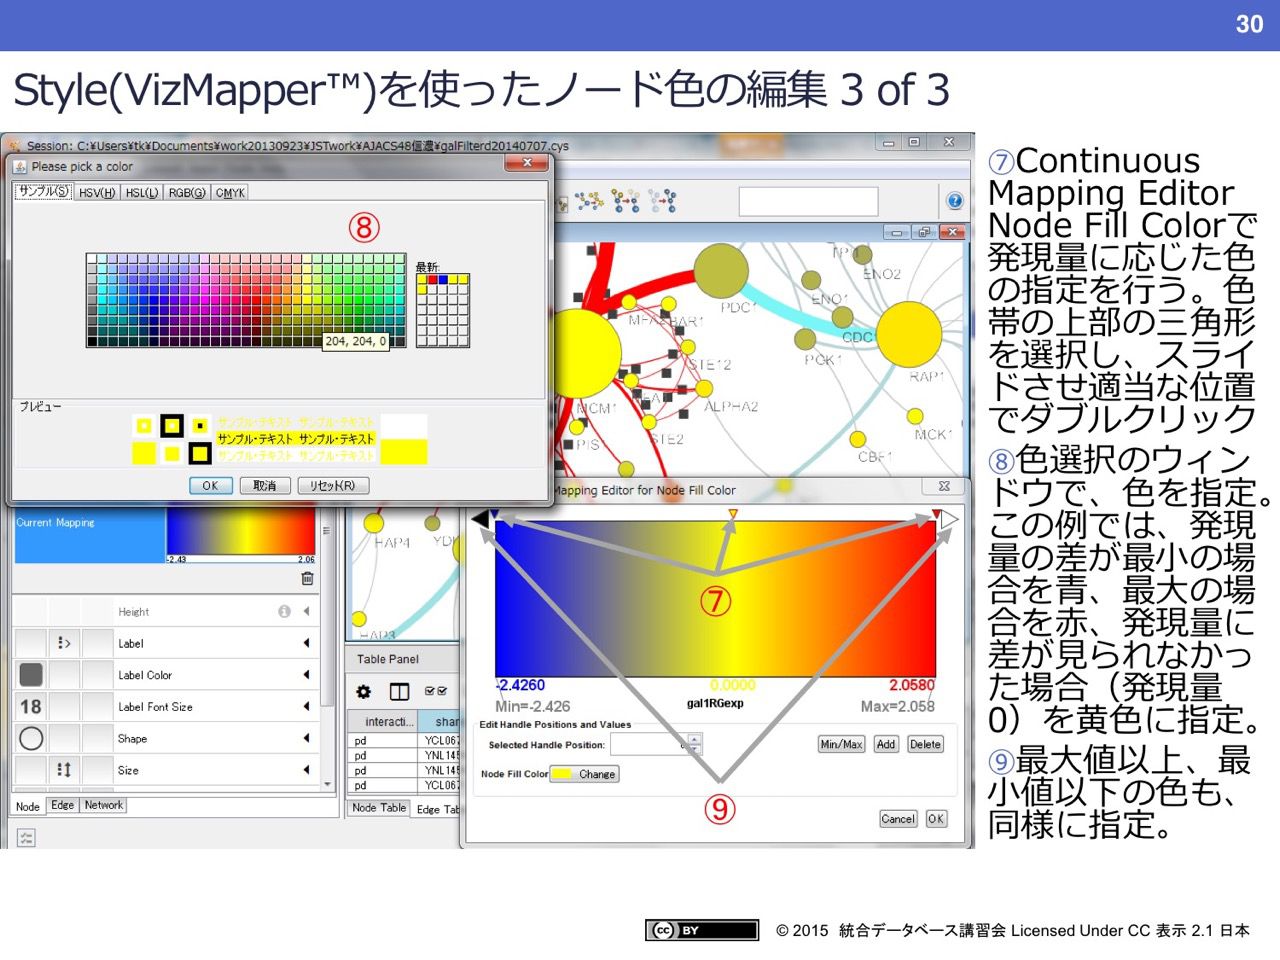 30
Style(VizMapper™)を使ったノード色の編集 3 of 3
Session: C:¥Users¥tk¥Documents¥work20130923¥JSTwork¥AJACS48信濃¥galFilterd20140707.cys
Please pick a color
サンプル(S) HSV(H) HSL(L) RGB(G) CMYK
⑧
最新:
204, 204, 0
プレビュー
サンプル・テキスト サンプル・テキスト
サンプル・テキスト サンプル・テキスト
サンプル・テキスト サンプル・テキスト
OK 取消 リセット(R)
ENO2
ENO1
PDC1
CDC
PGK1
RAP1
MFA2
BAR1
STE12
MCM1
ALPHA2
STE2
PIS
MCK1
CBF1
Mapping Editor for Node Fill Color
Current Mapping
-2.43 2.06
HAP4
YD
HAP3
⑦
-2.4260 0.0000 2.0580
Min=-2.426 gal1RGexp Max=2.058
Edit Handle Positions and Values
Selected Handle Position:
Min/Max Add Delete
Node Fill Color Change
⑨
Cancel OK
Height
Label
Label Color
18 Label Font Size
Shape
Size
Node Edge Network
Table Panel
interacti... shar
pd YCL067
pd YNL145
pd YNL145
pd YCL067
Node Table Edge Tab
⑦Continuous
Mapping Editor
Node Fill Colorで
発現量に応じた色
の指定を行う。色
帯の上部の三角形
を選択し、スライ
ドさせ適当な位置
でダブルクリック
⑧色選択のウィン
ドウで、色を指定。
この例では、発現
量の差が最小の場
合を青、最大の場
合を赤、発現量に
差が見られなかっ
た場合（発現量
0）を黄色に指定。
⑨最大値以上、最
小値以下の色も、
同様に指定。
cc BY
© 2015 統合データベース講習会 Licensed Under CC 表示 2.1 日本